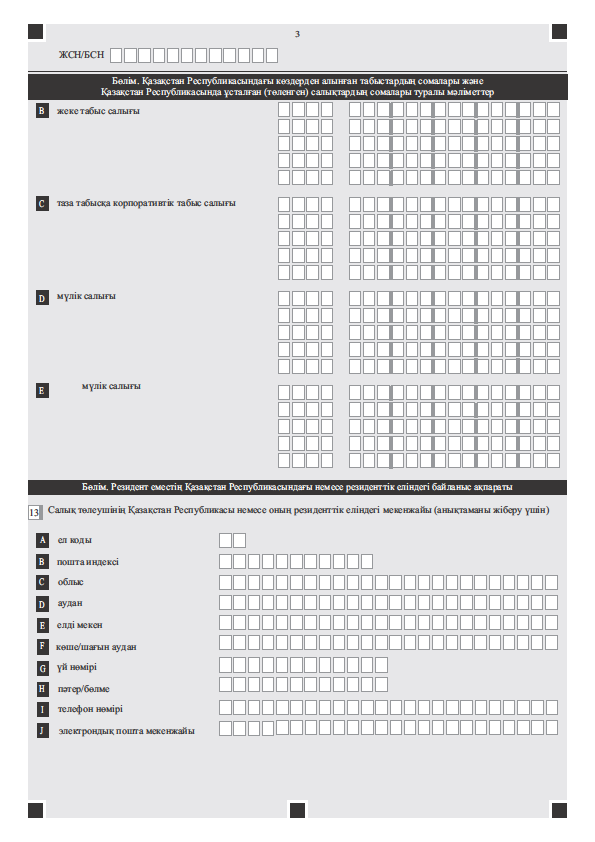 3
ЖСН/БСН
Бөлім. Қазақстан Республикасындағы көздерден алынған табыстардың сомалары және
Қазақстан Республикасында ұсталған (төленген) салықтардың сомалары туралы мәліметтер
B жеке табыс салығы
C таза табысқа корпоративтік табыс салығы
D мүлік салығы
E мүлік салығы
Бөлім. Резидент еместің Қазақстан Республикасындағы немесе резиденттік еліндегі байланыс ақпараты
13 Салық төлеушінің Қазақстан Республикасы немесе оның резиденттік еліндегі мекенжайы (анықтаманы жіберу үшін)
A ел коды
B пошта индексі
C облыс
D аудан
E елді мекен
F көше/шағын аудан
G үй нөмірі
H пәтер/бөлме
I телефон нөмірі
J электрондық пошта мекенжайы